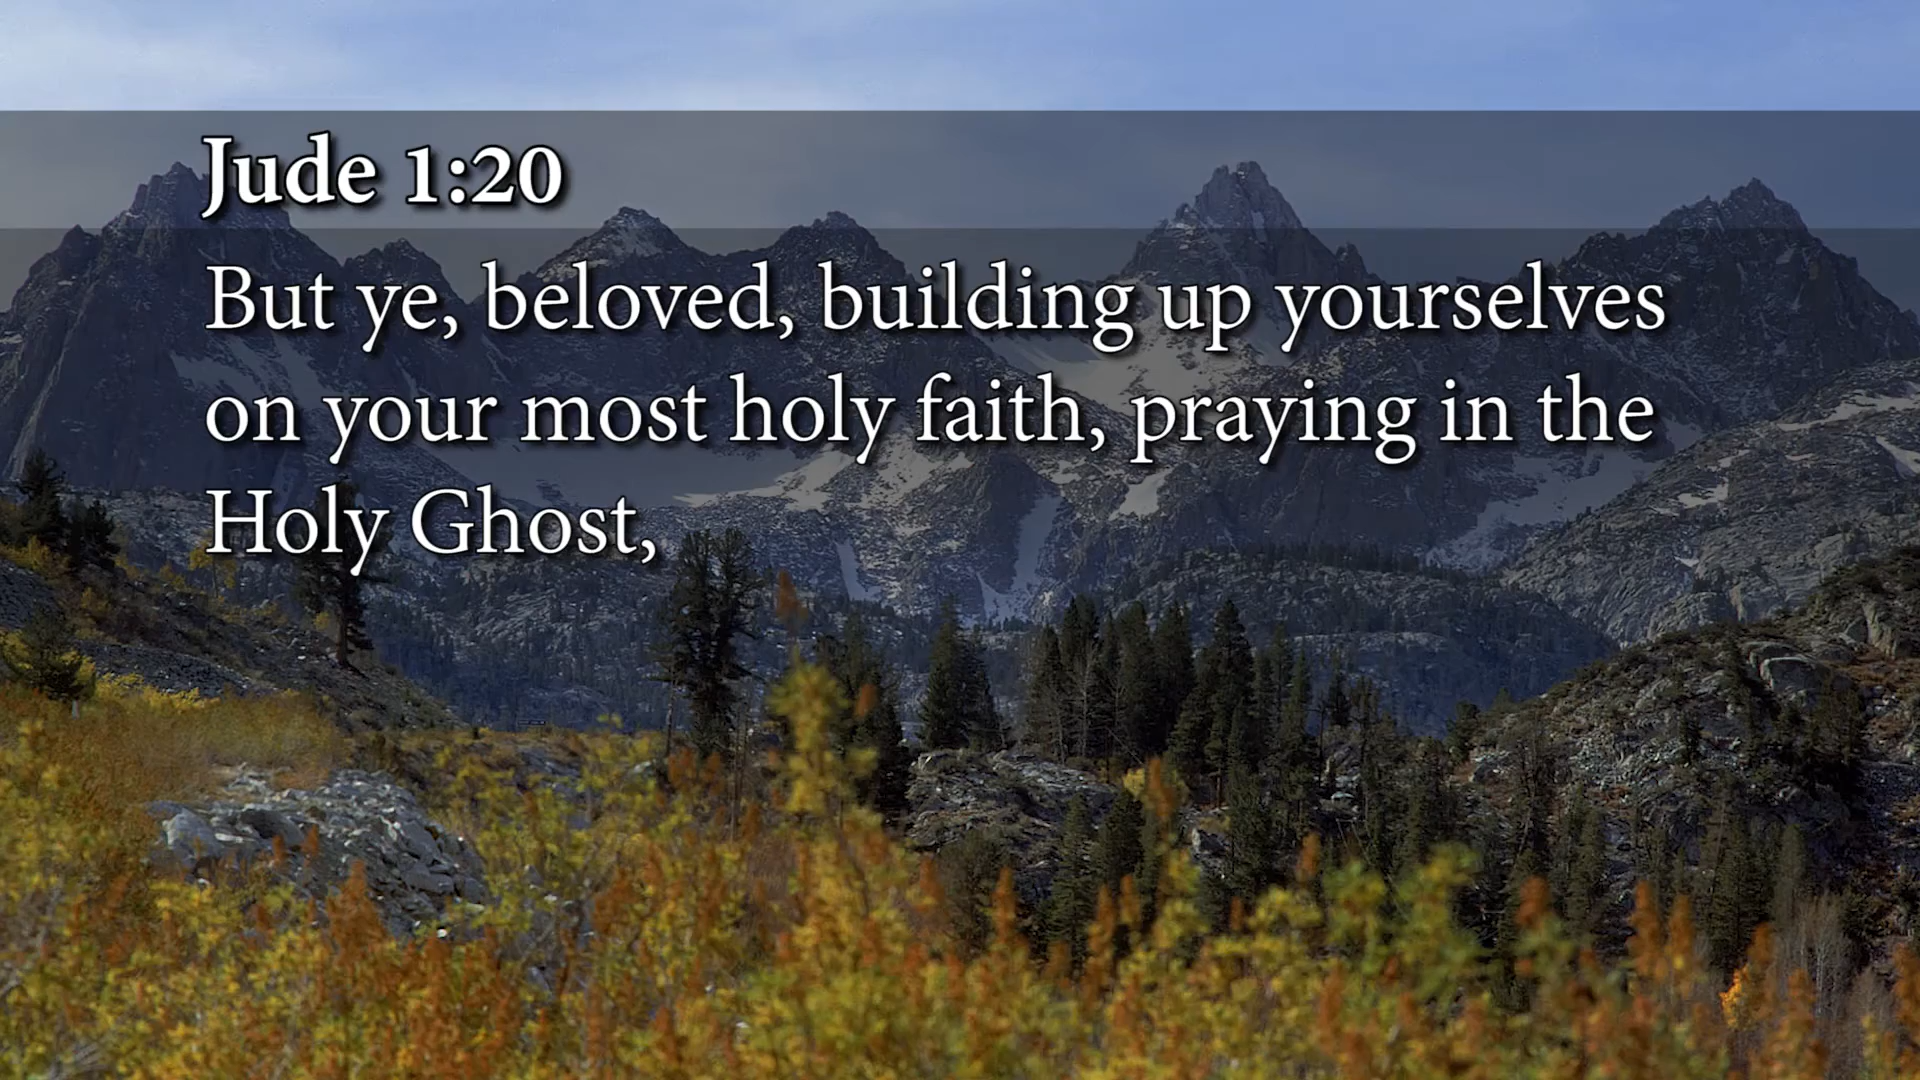 Jude 1:20
But ye, beloved, building up yourselves
on your most holy faith, praying in the
Holy Ghost,